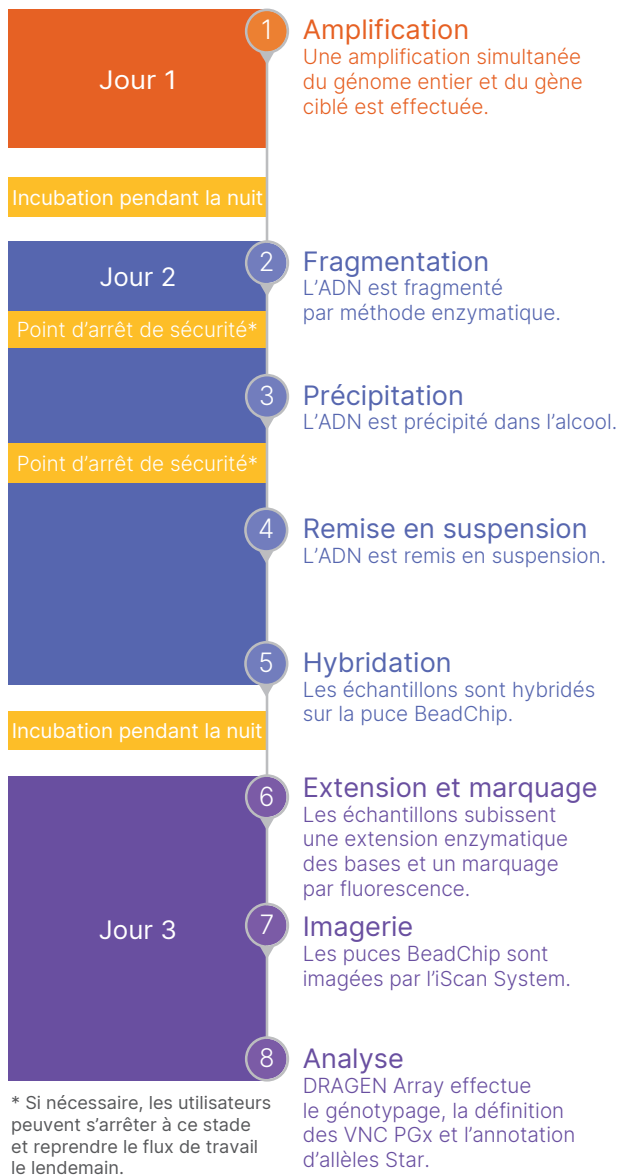 Jour 1
1
Amplification
Une amplification simultanée
du génome entier et du gène
ciblé est effectuée.
Incubation pendant la nuit
Jour 2
2
Fragmentation
L’ADN est fragmenté
par méthode enzymatique.
Point d’arrêt de sécurité*
3
Précipitation
L’ADN est précipité dans l’alcool.
Point d’arrêt de sécurité*
4
Remise en suspension
L’ADN est remis en suspension.
5
Hybridation
Les échantillons sont hybridés
sur la puce BeadChip.
Incubation pendant la nuit
6
Extension et marquage
Les échantillons subissent
une extension enzymatique
des bases et un marquage
par fluorescence.
Jour 3
7
Imagerie
Les puces BeadChip sont
imagées par l’iScan System.
8
Analyse
DRAGEN Array effectue
le génotypage, la définition
des VNC PGx et l’annotation
d’allèles Star.
* Si nécessaire, les utilisateurs
peuvent s’arrêter à ce stade
et reprendre le flux de travail
le lendemain.